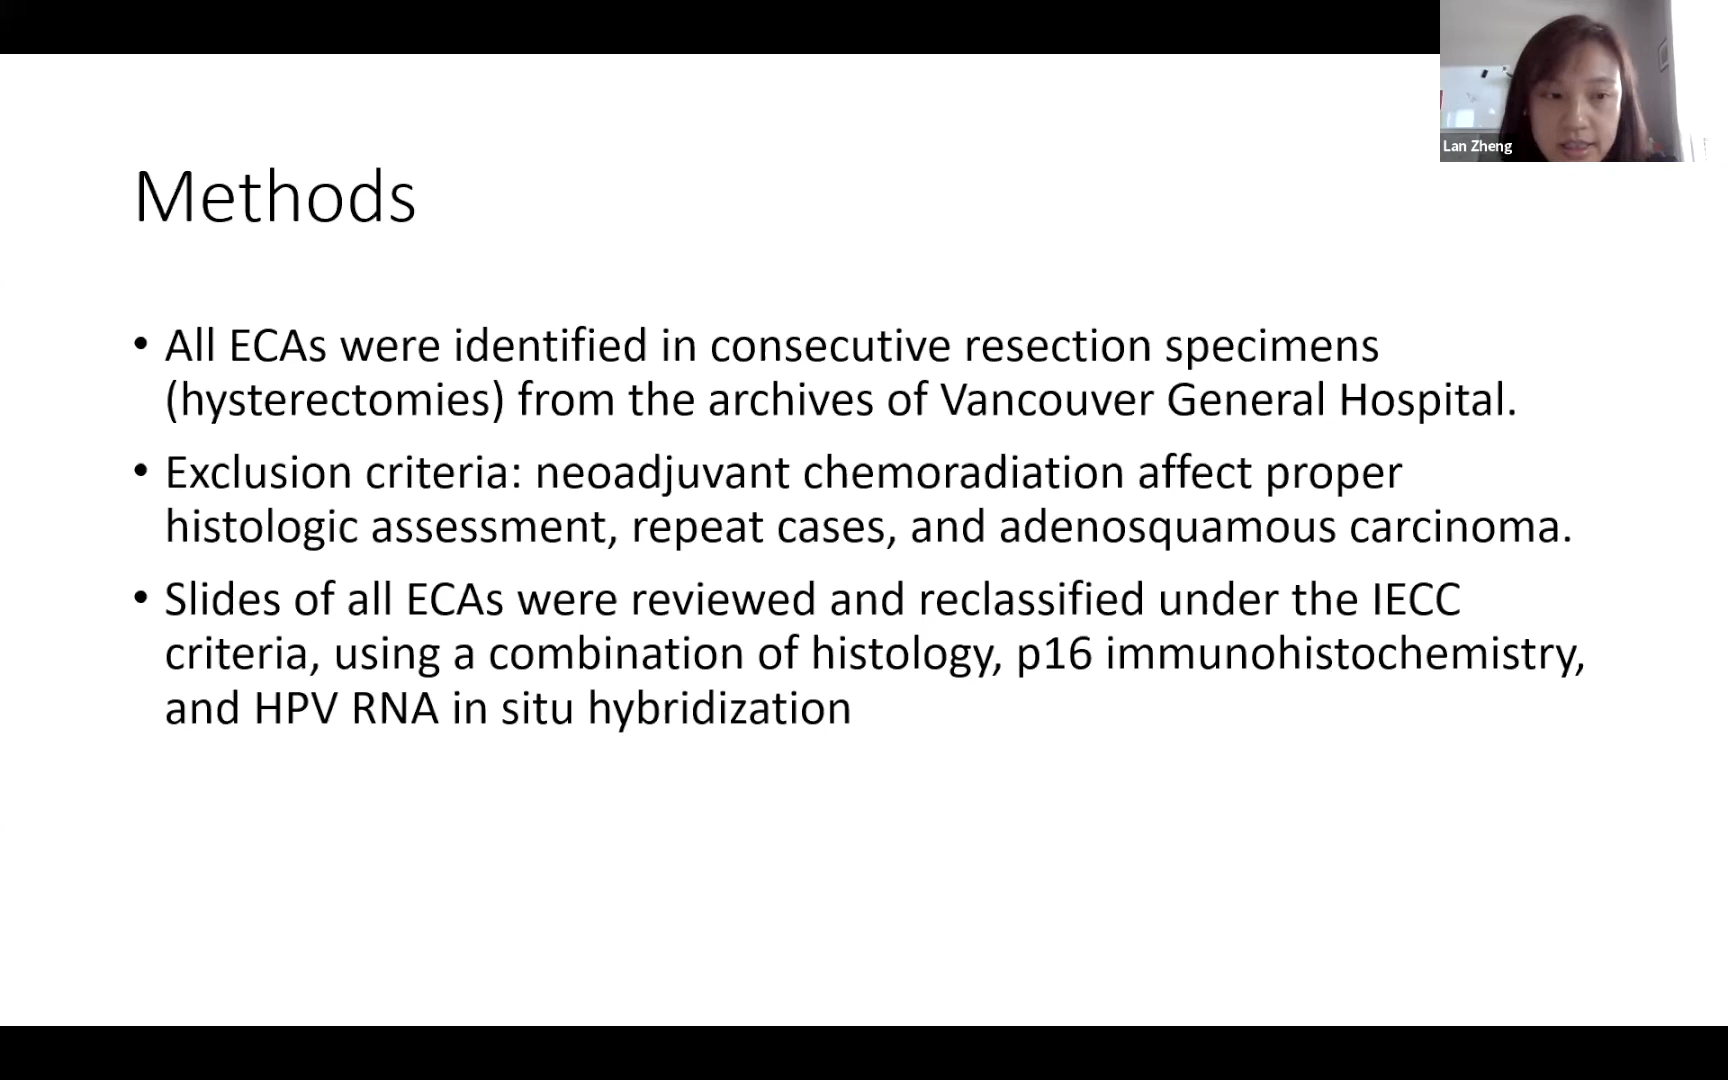 Lan Zheng
Methods
• All ECAs were identified in consecutive resection specimens
(hysterectomies) from the archives of Vancouver General Hospital.
• Exclusion criteria: neoadjuvant chemoradiation affect proper
histologic assessment, repeat cases, and adenosquamous carcinoma.
• Slides of all ECAs were reviewed and reclassified under the IECC
criteria, using a combination of histology, p16 immunohistochemistry,
and HPV RNA in situ hybridization